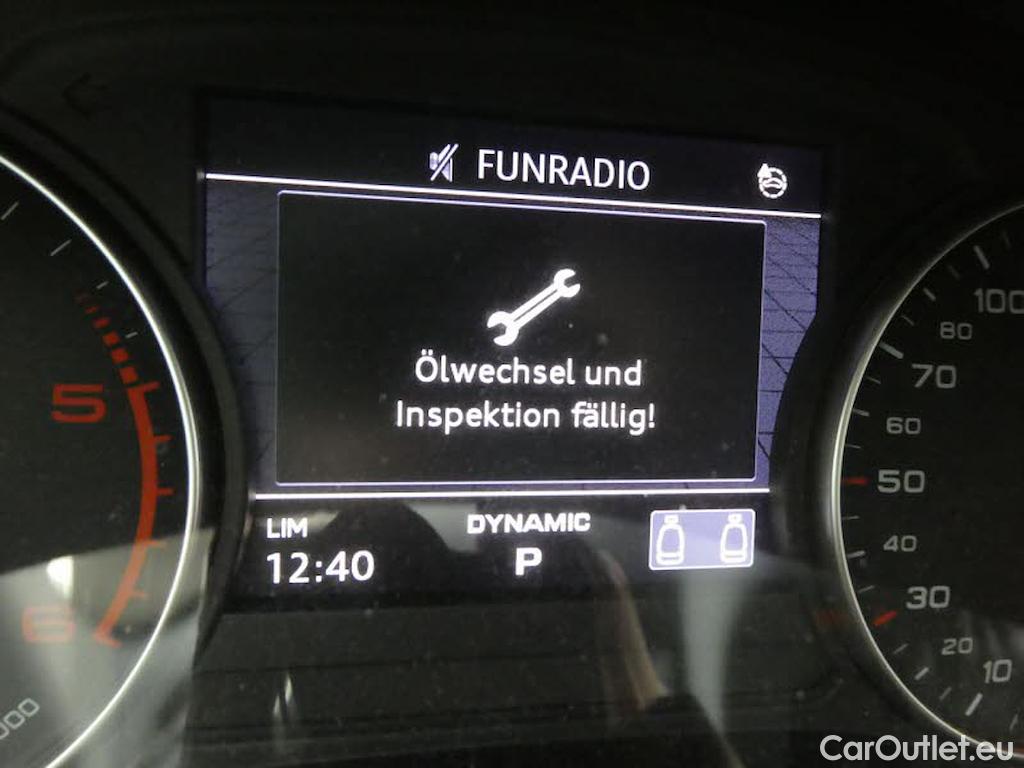 FUNRADIO
Ölwechsel und
Inspektion fällig!
LIM
12:40
DYNAMIC
P
5
6
100
80
70
60
50
40
30
20
10
CarOutlet.eu